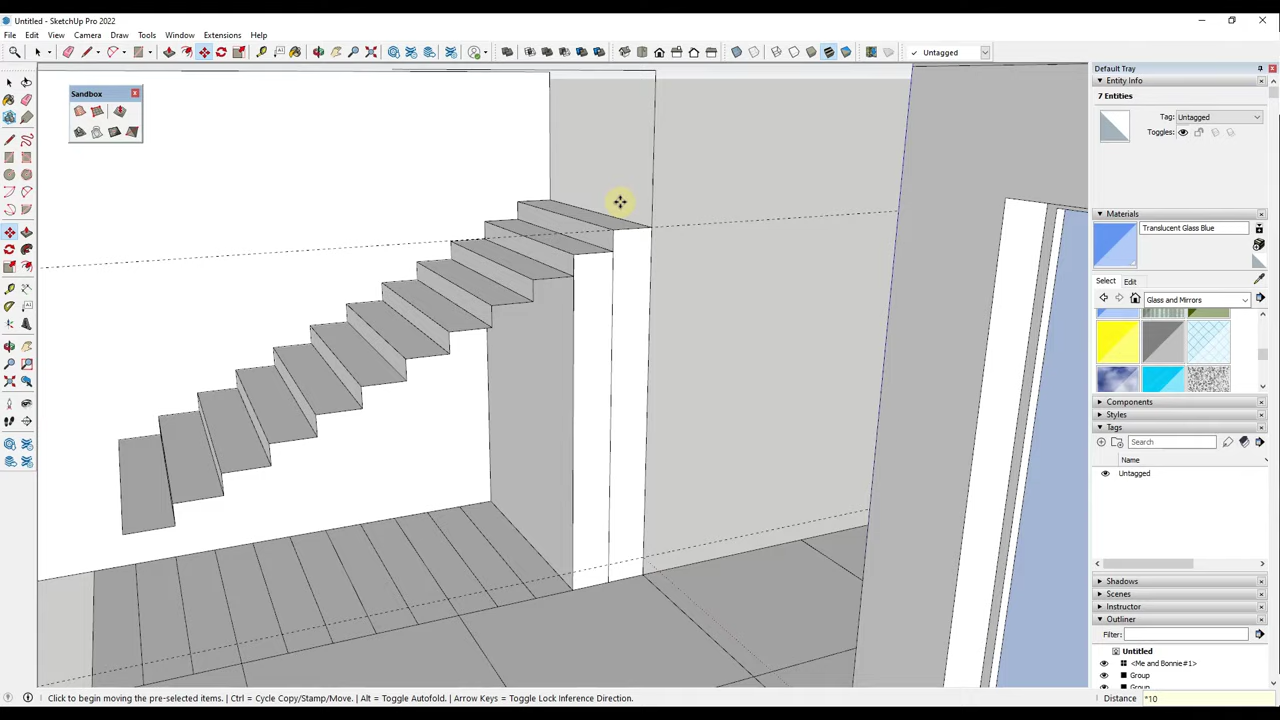 Untitled - SketchUp Pro 2022
File Edit View Camera Draw Tools Window Extensions Help
Untagged
Sandbox
Default Tray
Entity Info
7 Entities
Tag: Untagged
Toggles:
Materials
Translucent Glass Blue
Select Edit
Glass and Mirrors
Components
Styles
Tags
Search
Name
Untagged
Shadows
Scenes
Instructor
Outliner
Filter:
Untitled
<Me and Bonnie#1>
Group
Group
Click to begin moving the pre-selected items. | Ctrl = Cycle Copy/Stamp/Move. | Alt = Toggle Autofold. | Arrow Keys = Toggle Lock Inference Direction.
Distance *10